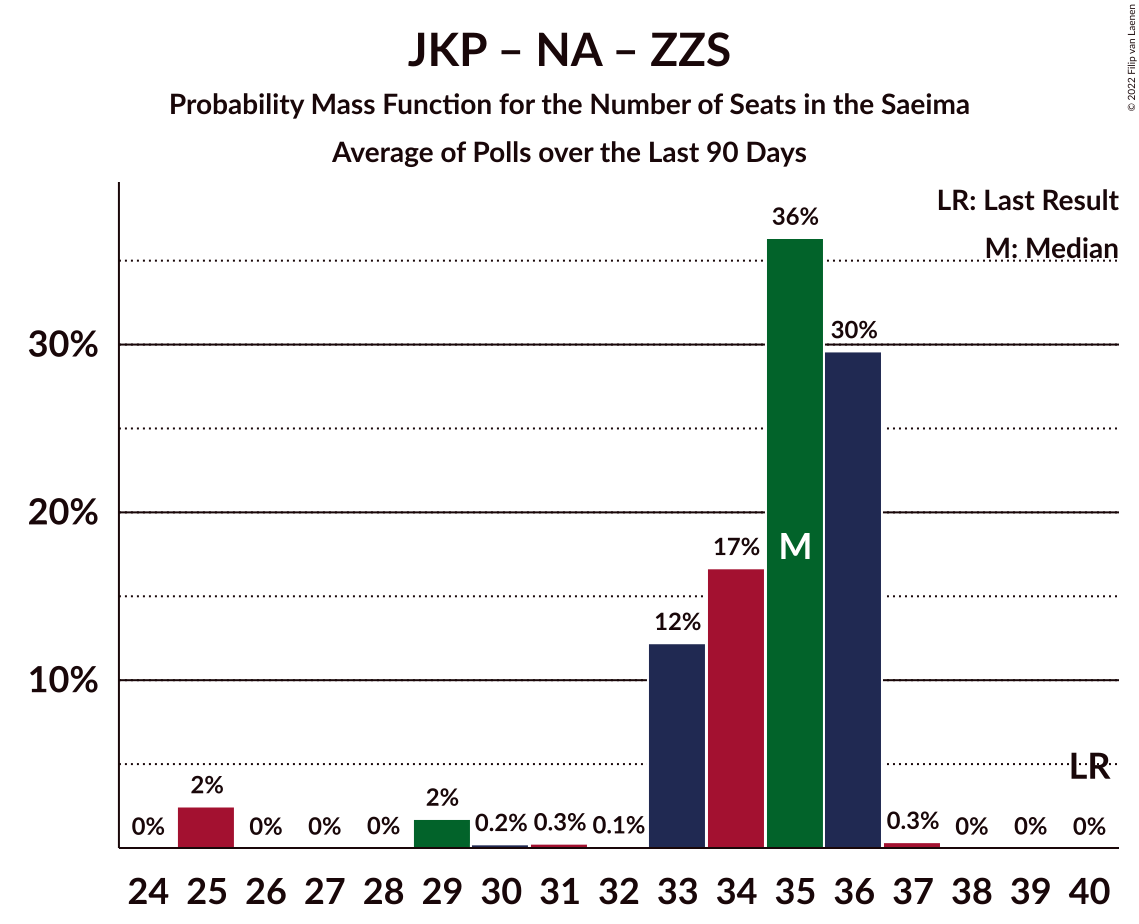 JKP – NA – ZZS
Probability Mass Function for the Number of Seats in the Saeima
Average of Polls over the Last 90 Days
© 2022 Filip van Laenen
LR: Last Result
M: Median
30%
20%
10%
0%
2%
0%
0%
0%
2%
0.2%
0.3%
0.1%
12%
17%
36%
30%
0.3%
0%
0%
0%
M
LR
24 25 26 27 28 29 30 31 32 33 34 35 36 37 38 39 40